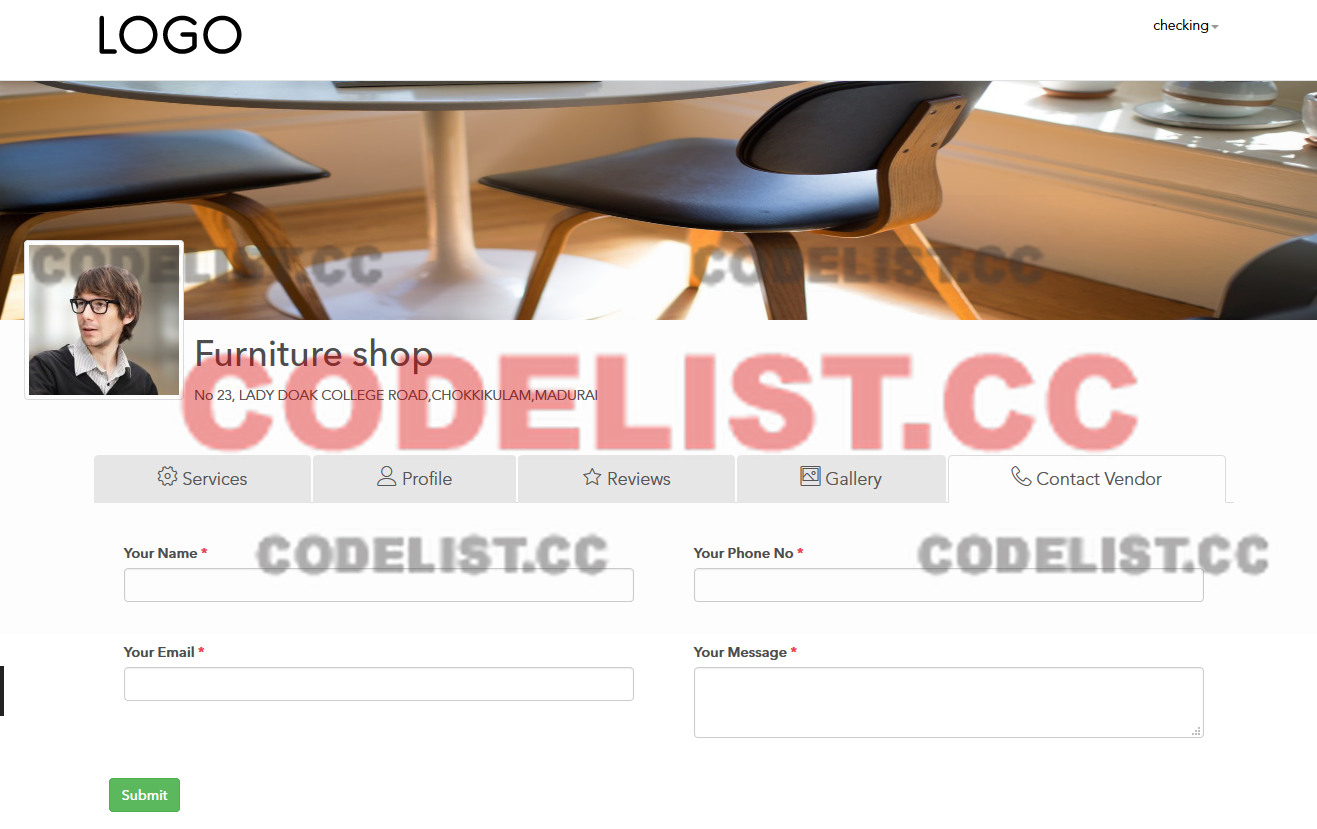 LOGO
checking
CODELIST.CC
CODELIST.CC
Furniture shop
CODELIST.CC
No 23, LADY DOAK COLLEGE ROAD,CHOKKIKULAM,MADURAI
Services Profile Reviews Gallery Contact Vendor
Your Name * Your Phone No *
CODELIST.CC
CODELIST.CC
Your Email * Your Message *
Submit